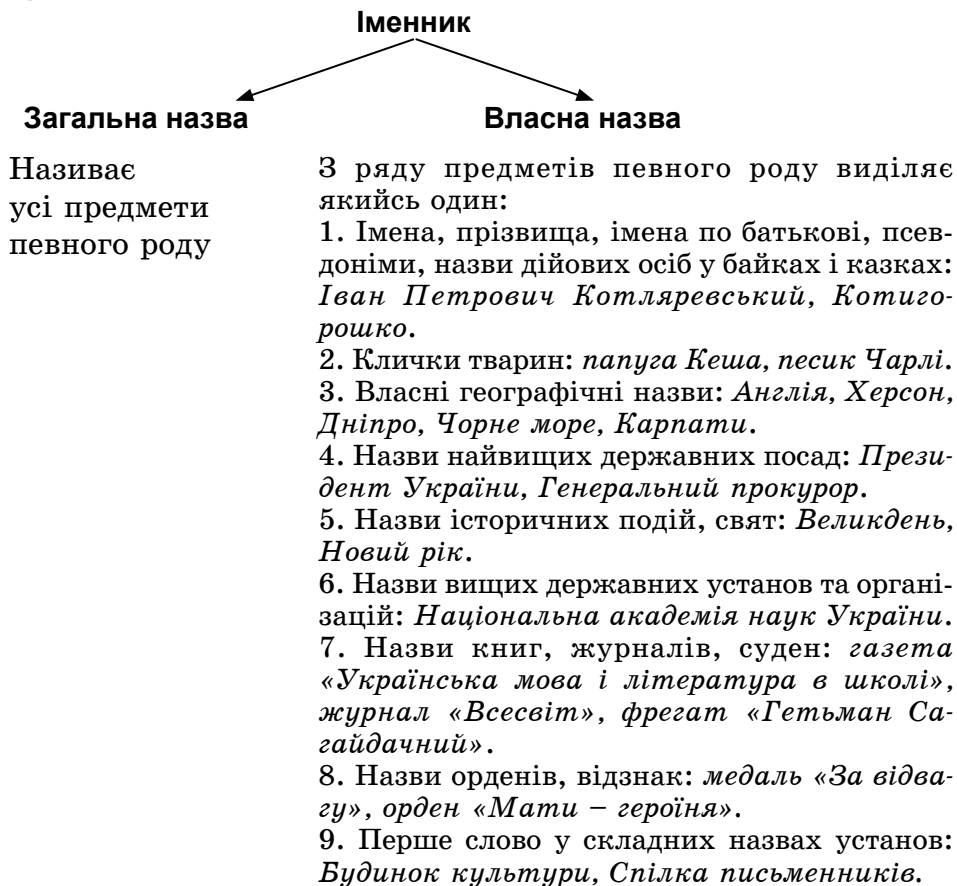 Іменник
Загальна назва
Власна назва
Називає
усі предмети
певного роду
З ряду предметів певного роду виділяє
якийсь один:
1. Імена, прізвища, імена по батькові, псев-
доніми, назви дійових осіб у байках і казках:
Іван Петрович Котляревський, Котиго-
рошко.
2. Клички тварин: папуга Кеша, песик Чарлі.
3. Власні географічні назви: Англія, Херсон,
Дніпро, Чорне море, Карпати.
4. Назви найвищих державних посад: Прези-
дент України, Генеральний прокурор.
5. Назви історичних подій, свят: Великдень,
Новий рік.
6. Назви вищих державних установ та органі-
зацій: Національна академія наук України.
7. Назви книг, журналів, суден: газета
«Українська мова і література в школі»,
журнал «Всесвіт», фрегат «Гетьман Са-
гайдачний».
8. Назви орденів, відзнак: медаль «За відва-
гу», орден «Мати – героїня».
9. Перше слово у складних назвах установ:
Будинок культури, Спілка письменників.